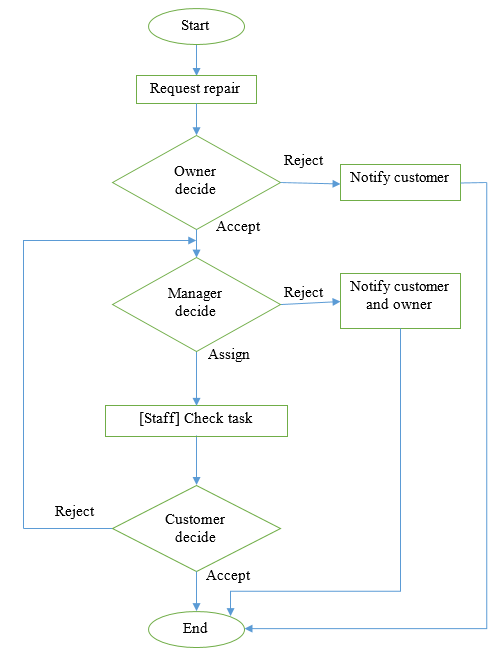 Start
Request repair
Owner
decide
Reject
Notify customer
Accept
Manager
decide
Reject
Notify customer
and owner
Assign
[Staff] Check task
Reject
Customer
decide
Accept
End